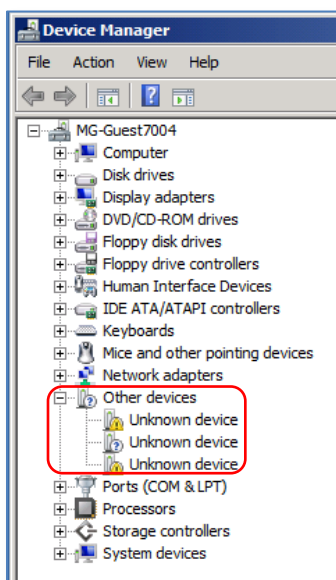 Device Manager
File Action View Help
MG-Guest7004
Computer
Disk drives
Display adapters
DVD/CD-ROM drives
Floppy disk drives
Floppy drive controllers
Human Interface Devices
IDE ATA/ATAPI controllers
Keyboards
Mice and other pointing devices
Network adapters
Other devices
Unknown device
Unknown device
Unknown device
Ports (COM & LPT)
Processors
Storage controllers
System devices